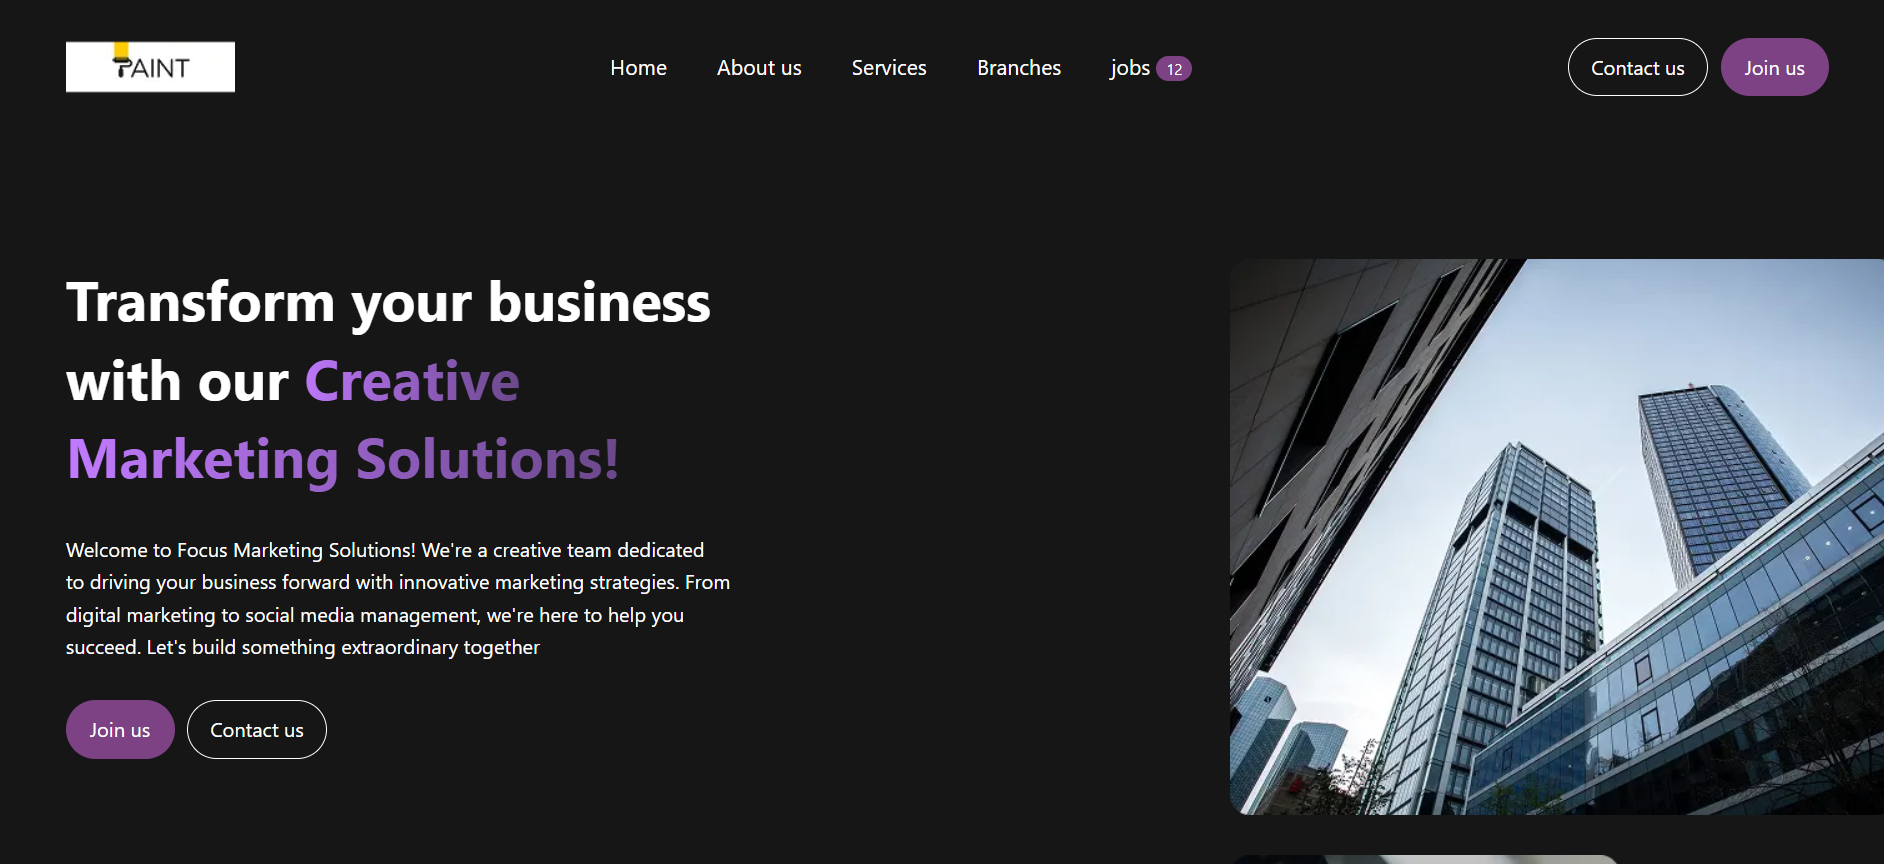 PAINT
Home
About us
Services
Branches
jobs 12
Contact us
Join us
Transform your business
with our Creative
Marketing Solutions!
Welcome to Focus Marketing Solutions! We're a creative team dedicated
to driving your business forward with innovative marketing strategies. From
digital marketing to social media management, we're here to help you
succeed. Let's build something extraordinary together
Join us
Contact us